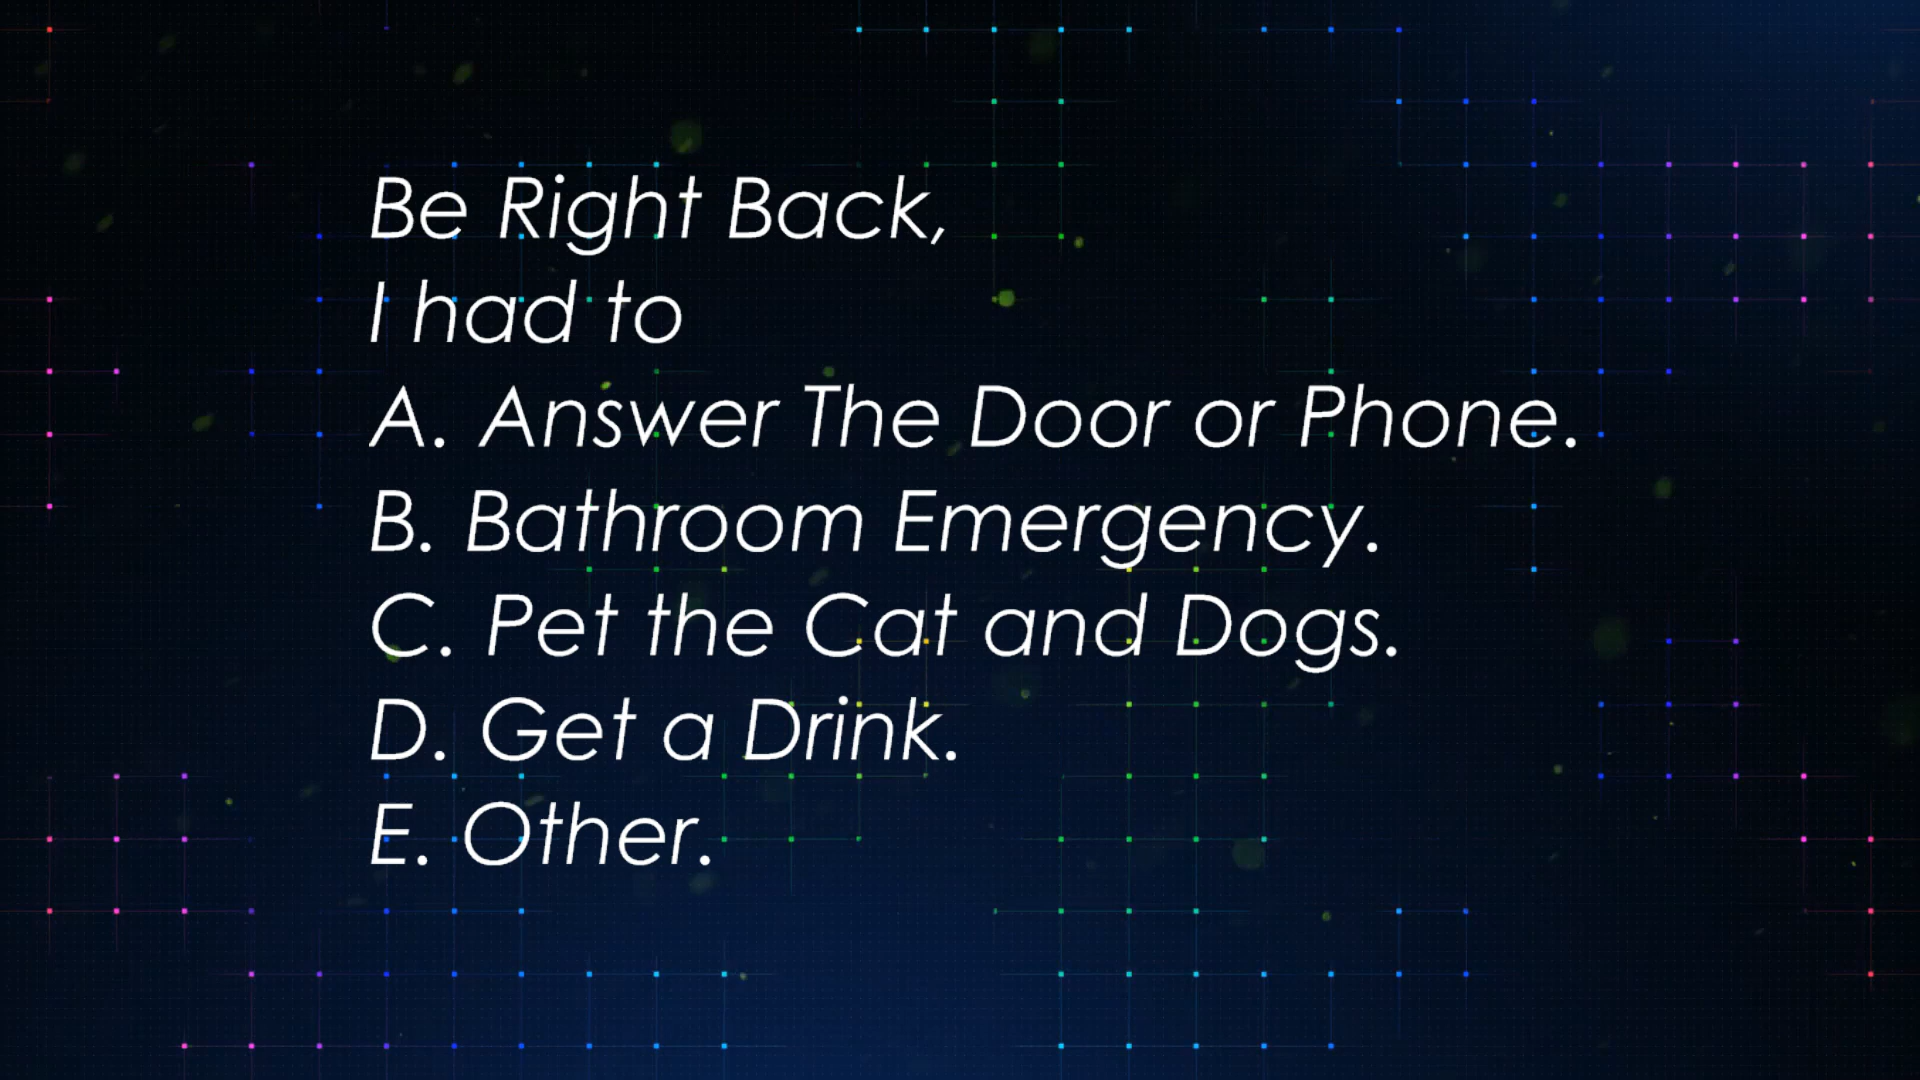 Be Right Back,
I had to
A. Answer The Door or Phone.
B. Bathroom Emergency.
C. Pet the Cat and Dogs.
D. Get a Drink.
E. Other.